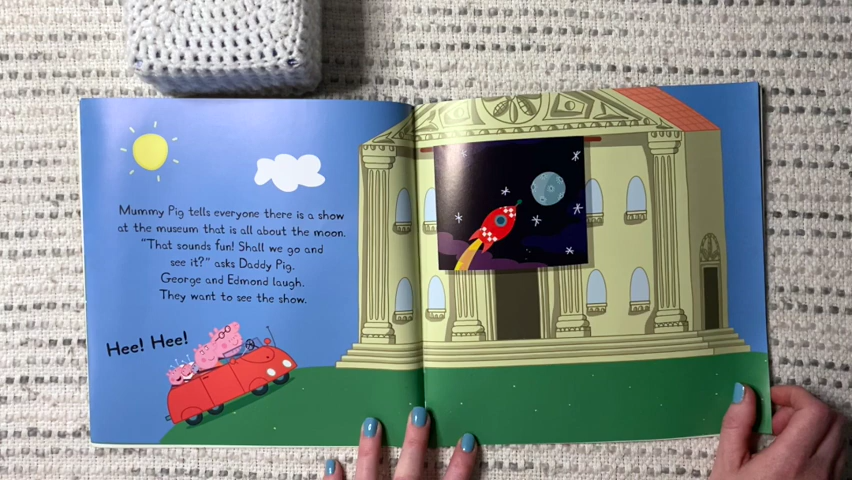 Mummy Pig tells everyone there is a show
at the museum that is all about the moon.
"That sounds fun! Shall we go and
see it?" asks Daddy Pig.
George and Edmond laugh.
They want to see the show.
Hee! Hee!